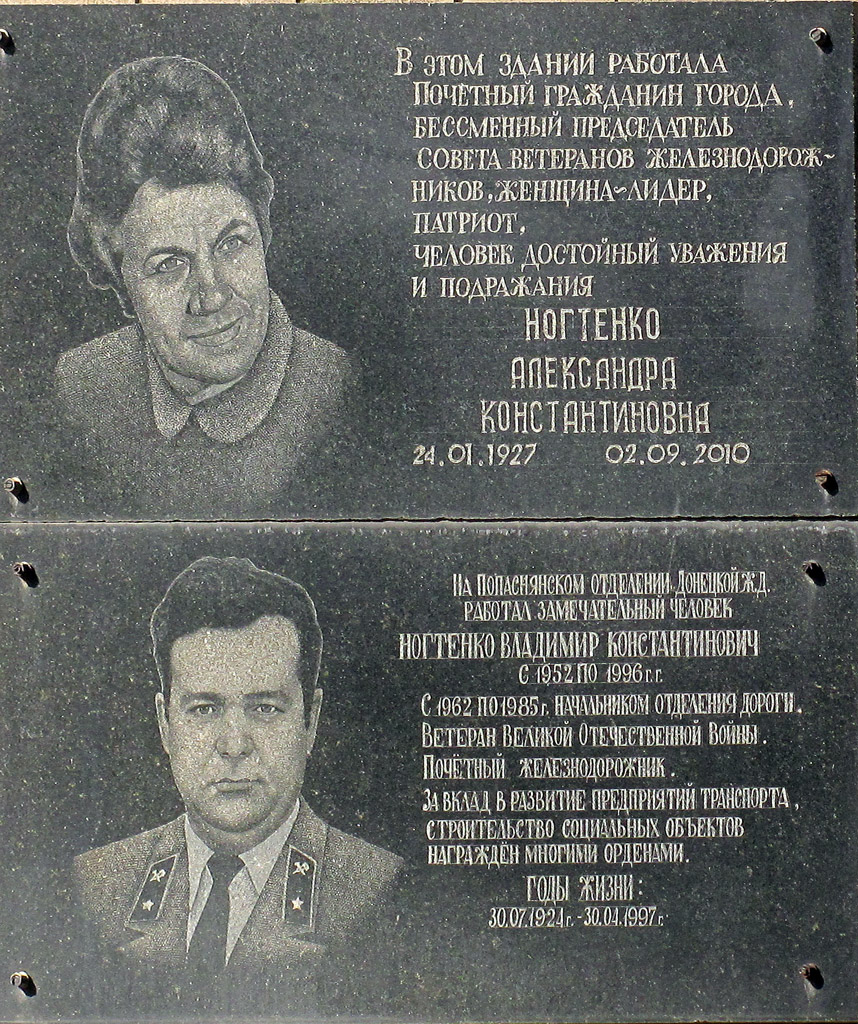 В ЭТОМ ЗДАНИИ РАБОТАЛА
ПОЧЁТНЫЙ ГРАЖДАНИН ГОРОДА,
БЕССМЕННЫЙ ПРЕДСЕДАТЕЛЬ
СОВЕТА ВЕТЕРАНОВ ЖЕЛЕЗНОДОРОЖ-
НИКОВ, ЖЕНЩИНА-ЛИДЕР,
ПАТРИОТ,
ЧЕЛОВЕК ДОСТОЙНЫЙ УВАЖЕНИЯ
И ПОДРАЖАНИЯ
НОГТЕНКО
АЛЕКСАНДРА
КОНСТАНТИНОВНА
24.01.1927 02.09.2010
НА ПОПАСНЯНСКОМ ОТДЕЛЕНИИ ДОНЕЦКОЙ Ж.Д.
РАБОТАЛ ЗАМЕЧАТЕЛЬНЫЙ ЧЕЛОВЕК
НОГТЕНКО ВЛАДИМИР КОНСТАНТИНОВИЧ
С 1952 ПО 1996 г.г.
С 1962 ПО 1985 г. НАЧАЛЬНИКОМ ОТДЕЛЕНИЯ ДОРОГИ.
ВЕТЕРАН ВЕЛИКОЙ ОТЕЧЕСТВЕННОЙ ВОЙНЫ.
ПОЧЁТНЫЙ ЖЕЛЕЗНОДОРОЖНИК.
ЗА ВКЛАД В РАЗВИТИЕ ПРЕДПРИЯТИЙ ТРАНСПОРТА,
СТРОИТЕЛЬСТВО СОЦИАЛЬНЫХ ОБЪЕКТОВ
НАГРАЖДЁН МНОГИМИ ОРДЕНАМИ.
ГОДЫ ЖИЗНИ:
30.07.1924 г. - 30.04.1997 г.